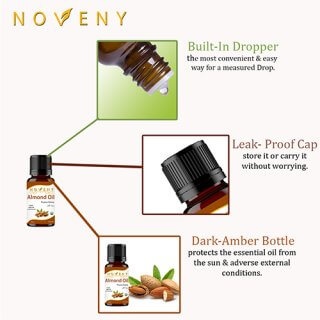 NOVENY
Built-In Dropper
the most convenient & easy
way for a measured Drop.
Leak- Proof Cap
store it or carry it
without worrying.
NOVENY
Almond Oil
Dark-Amber Bottle
protects the essential oil from
the sun & adverse external
conditions.
NOVENY
Almond Oil